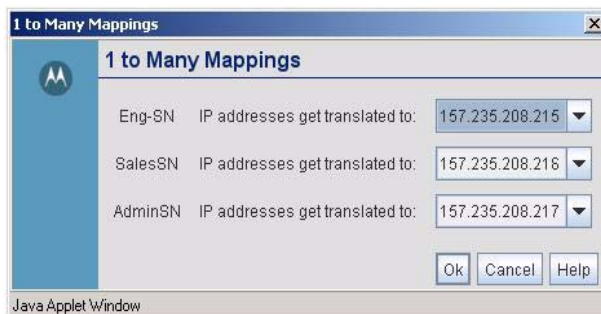 1 to Many Mappings
1 to Many Mappings
Eng-SN IP addresses get translated to: 157.235.208.215
SalesSN IP addresses get translated to: 157.235.208.216
AdminSN IP addresses get translated to: 157.235.208.217
Ok Cancel Help
Java Applet Window